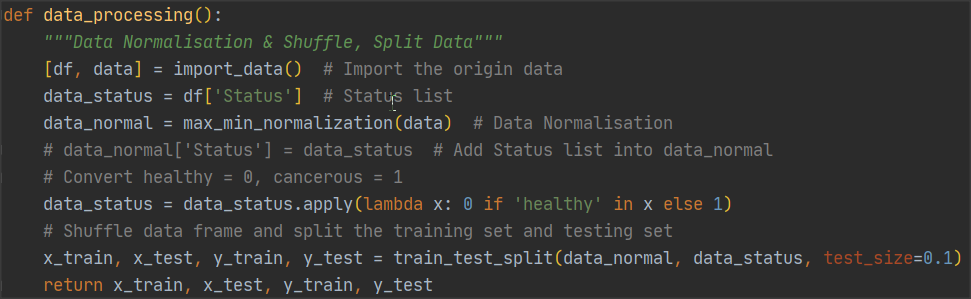 def data_processing():
    """Data Normalisation & Shuffle, Split Data"""
    [df, data] = import_data()  # Import the origin data
    data_status = df['Status']  # Status list
    data_normal = max_min_normalization(data)  # Data Normalisation
    # data_normal['Status'] = data_status  # Add Status list into data_normal
    # Convert healthy = 0, cancerous = 1
    data_status = data_status.apply(lambda x: 0 if 'healthy' in x else 1)
    # Shuffle data frame and split the training set and testing set
    x_train, x_test, y_train, y_test = train_test_split(data_normal, data_status, test_size=0.1)
    return x_train, x_test, y_train, y_test